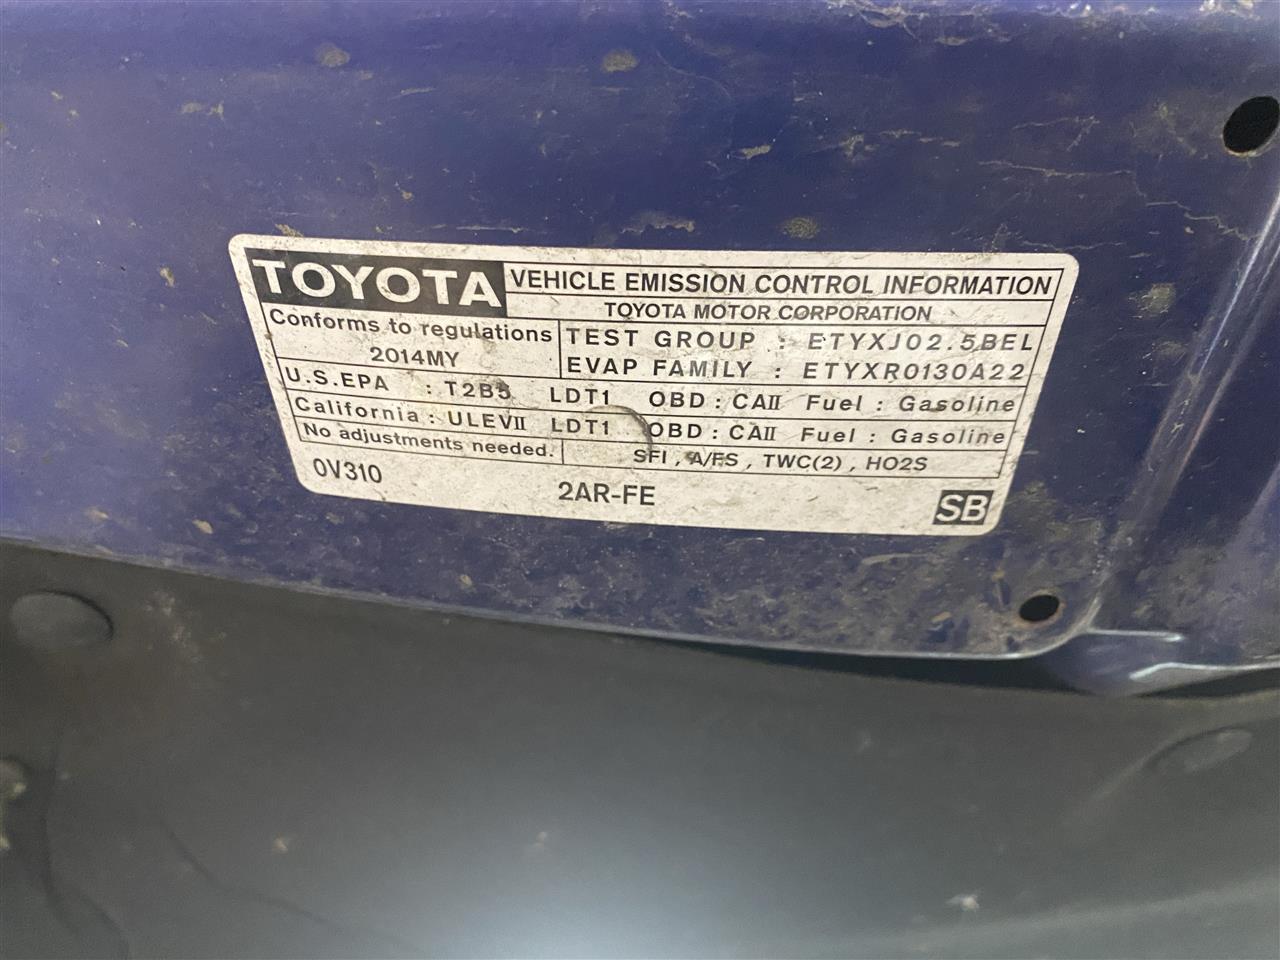 TOYOTA VEHICLE EMISSION CONTROL INFORMATION
TOYOTA MOTOR CORPORATION
Conforms to regulations
2014MY
TEST GROUP : ETYXJ02.5BEL
EVAP FAMILY : ETYXR0130A22
U.S.EPA : T2B5 LDT1 OBD : CAII Fuel : Gasoline
California : ULEVII LDT1 OBD : CAII Fuel : Gasoline
No adjustments needed. SFI , A/FS , TWC(2) , HO2S
0V310 2AR-FE SB